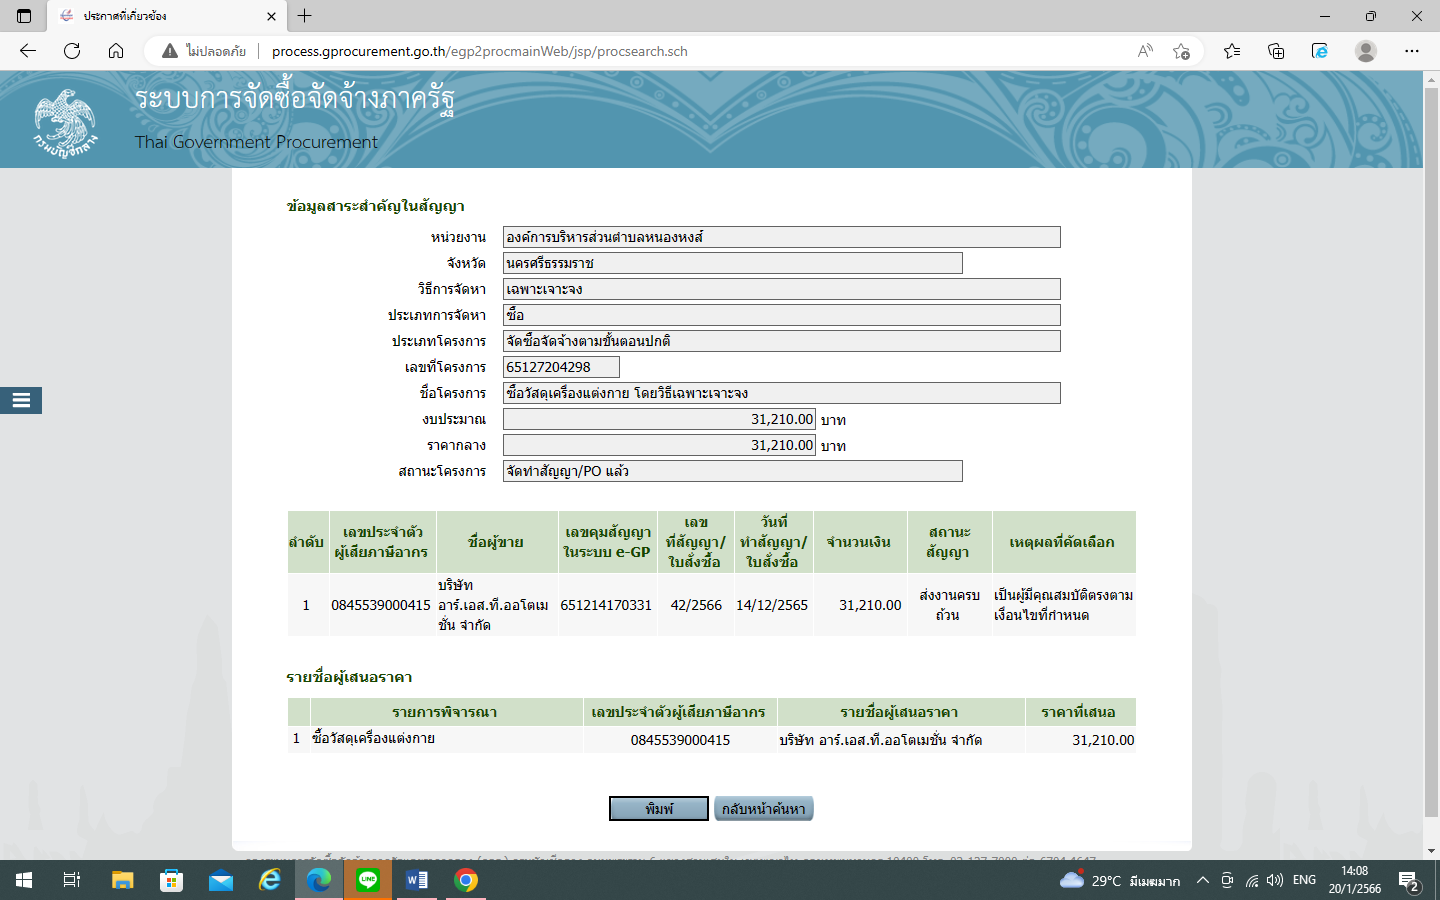 ประกาศที่เกี่ยวข้อง
ไม่ปลอดภัย process.gprocurement.go.th/egp2procmainWeb/jsp/procsearch.sch
ระบบการจัดซื้อจัดจ้างภาครัฐ
Thai Government Procurement
กรมบัญชีกลาง
ข้อมูลสาระสำคัญในสัญญา
หน่วยงาน องค์การบริหารส่วนตำบลหนองหงส์
จังหวัด นครศรีธรรมราช
วิธีการจัดหา เฉพาะเจาะจง
ประเภทการจัดหา ซื้อ
ประเภทโครงการ จัดซื้อจัดจ้างตามขั้นตอนปกติ
เลขที่โครงการ 65127204298
ชื่อโครงการ ซื้อวัสดุเครื่องแต่งกาย โดยวิธีเฉพาะเจาะจง
งบประมาณ 31,210.00 บาท
ราคากลาง 31,210.00 บาท
สถานะโครงการ จัดทำสัญญา/PO แล้ว
ลำดับ เลขประจำตัวผู้เสียภาษีอากร ชื่อผู้ขาย เลขคุมสัญญาในระบบ e-GP เลขที่สัญญา/ใบสั่งซื้อ วันที่ทำสัญญา/ใบสั่งซื้อ จำนวนเงิน สถานะสัญญา เหตุผลที่คัดเลือก
1 0845539000415 บริษัท อาร์.เอส.ที.ออโตเมชั่น จำกัด 651214170331 42/2566 14/12/2565 31,210.00 ส่งงานครบถ้วน เป็นผู้มีคุณสมบัติตรงตามเงื่อนไขที่กำหนด
รายชื่อผู้เสนอราคา
รายการพิจารณา เลขประจำตัวผู้เสียภาษีอากร รายชื่อผู้เสนอราคา ราคาที่เสนอ
1 ซื้อวัสดุเครื่องแต่งกาย 0845539000415 บริษัท อาร์.เอส.ที.ออโตเมชั่น จำกัด 31,210.00
พิมพ์ กลับหน้าค้นหา
LINE
29°C มีเมฆมาก ENG 14:08
20/1/2566 2